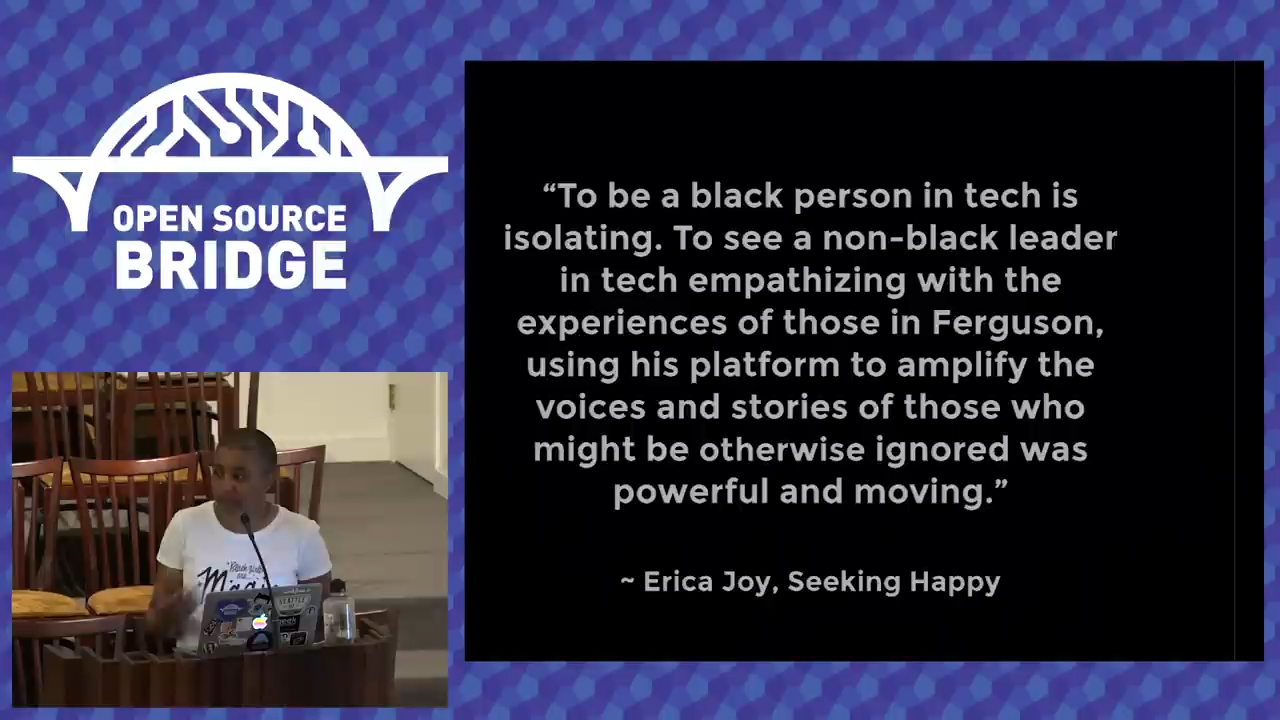 OPEN SOURCE
BRIDGE
“To be a black person in tech is
isolating. To see a non-black leader
in tech empathizing with the
experiences of those in Ferguson,
using his platform to amplify the
voices and stories of those who
might be otherwise ignored was
powerful and moving.”
~ Erica Joy, Seeking Happy